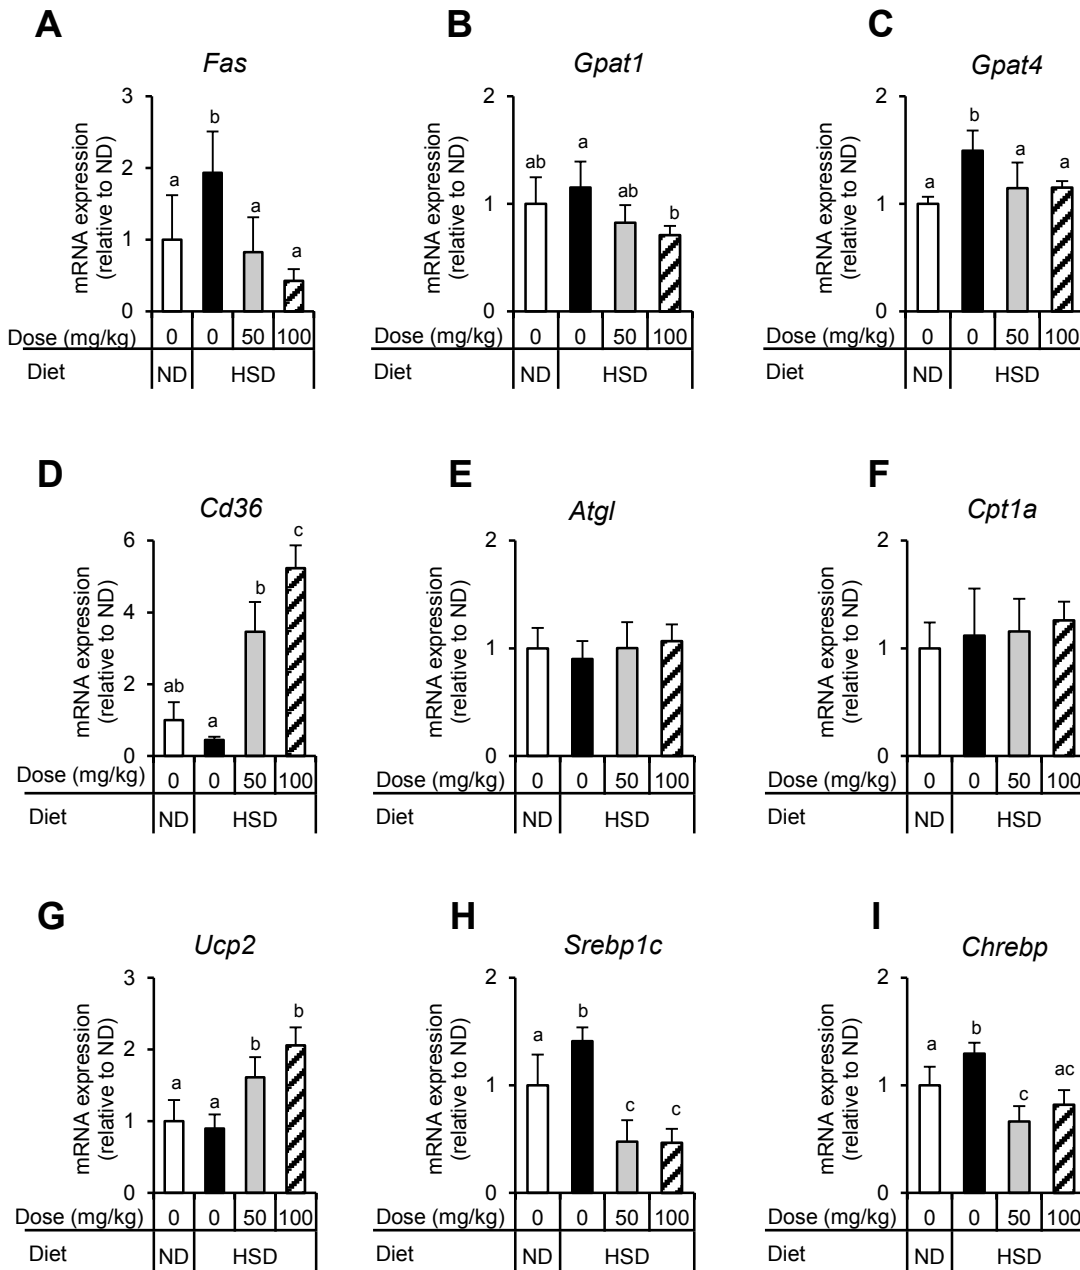 A
B
C
Fas
Gpat1
Gpat4
mRNA expression
(relative to ND)
3
2
1
0
a
b
a
a
mRNA expression
(relative to ND)
2
1
0
ab
a
ab
b
mRNA expression
(relative to ND)
2
1
0
a
b
a
a
Dose (mg/kg) 0 0 50 100
Diet ND HSD
Dose (mg/kg) 0 0 50 100
Diet ND HSD
Dose (mg/kg) 0 0 50 100
Diet ND HSD
D
E
F
Cd36
Atgl
Cpt1a
mRNA expression
(relative to ND)
6
4
2
0
ab
a
b
c
mRNA expression
(relative to ND)
2
1
0
mRNA expression
(relative to ND)
2
1
0
Dose (mg/kg) 0 0 50 100
Diet ND HSD
Dose (mg/kg) 0 0 50 100
Diet ND HSD
Dose (mg/kg) 0 0 50 100
Diet ND HSD
G
H
I
Ucp2
Srebp1c
Chrebp
mRNA expression
(relative to ND)
3
2
1
0
a
a
b
b
mRNA expression
(relative to ND)
2
1
0
a
b
c
c
mRNA expression
(relative to ND)
2
1
0
a
b
c
ac
Dose (mg/kg) 0 0 50 100
Diet ND HSD
Dose (mg/kg) 0 0 50 100
Diet ND HSD
Dose (mg/kg) 0 0 50 100
Diet ND HSD